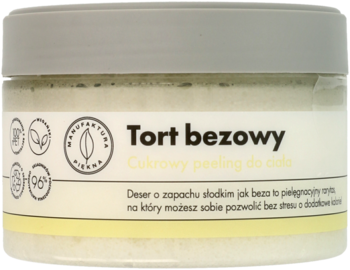 MANUFAKTURA
PIĘKNA
WEGAŃSKI
96%
Tort bezowy
Cukrowy peeling do ciała
Deser o zapachu słodkim jak beza to pielęgnacyjny rarytas,
na który możesz sobie pozwolić bez stresu o dodatkowe kalorie!